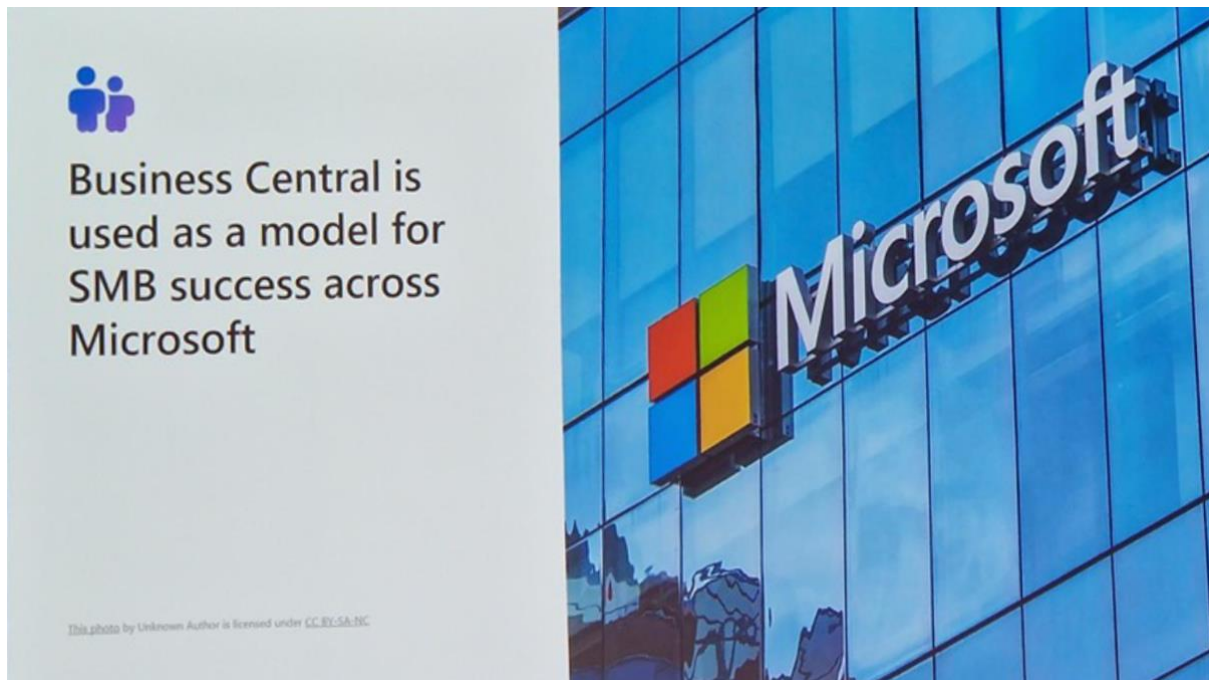 Business Central is
used as a model for
SMB success across
Microsoft
Microsoft
This photo by Unknown Author is licensed under CC BY-SA-NC